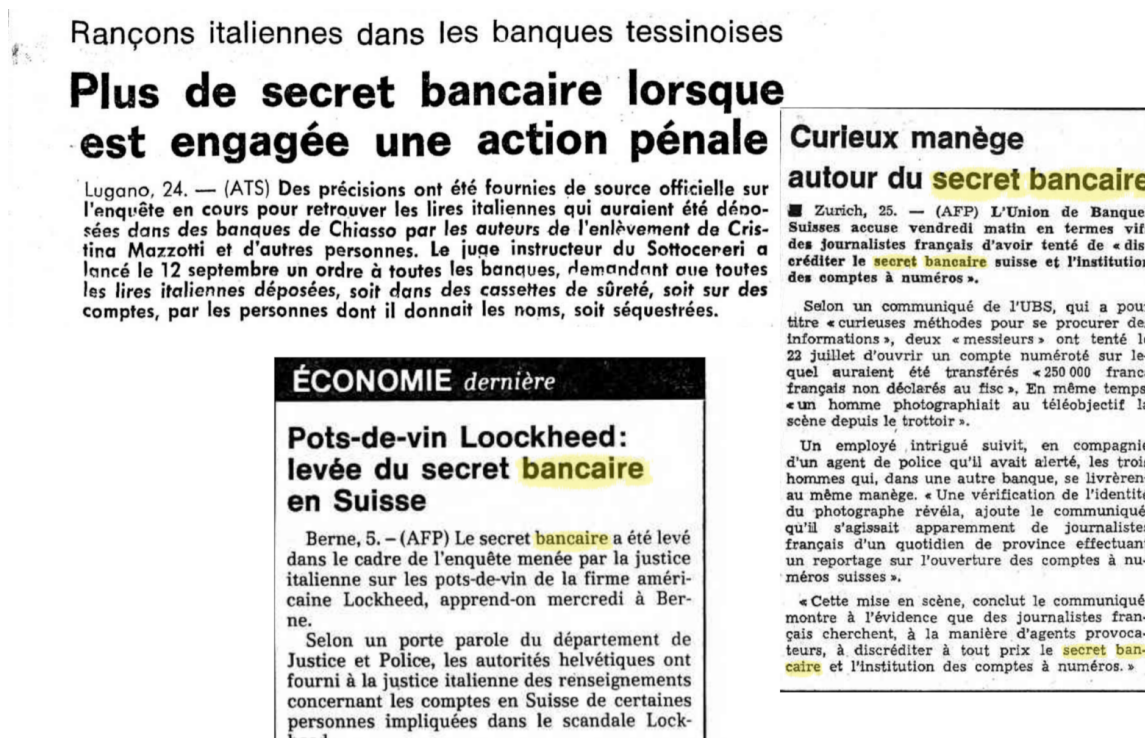 Rançons italiennes dans les banques tessinoises
Plus de secret bancaire lorsque
est engagée une action pénale
Lugano, 24. — (ATS) Des précisions ont été fournies de source officielle sur
l'enquête en cours pour retrouver les lires italiennes qui auraient été dépo-
sées dans des banques de Chiasso par les auteurs de l'enlèvement de Cris-
tina Mazzotti et d'autres personnes. Le juge instructeur du Sottoceneri a
lancé le 12 septembre un ordre à toutes les banques, demandant que toutes
les lires italiennes déposées, soit dans des cassettes de sûreté, soit sur des
comptes, par les personnes dont il donnait les noms, soit séquestrées.
Curieux manège
autour du secret bancaire
Zurich, 25. — (AFP) L'Union de Banque
Suisses accuse vendredi matin en termes vif
des journalistes français d'avoir tenté de « dis
créditer le secret bancaire suisse et l'institution
des comptes à numéros ».
Selon un communiqué de l'UBS, qui a pour
titre « curieuses méthodes pour se procurer de
informations », deux « messieurs » ont tenté l
22 juillet d'ouvrir un compte numéroté sur le
quel auraient été transférés « 250 000 franc
français non déclarés au fisc ». En même temps
« un homme photographiait au téléobjectif la
scène depuis le trottoir ».
Un employé intrigué suivit, en compagnie
d'un agent de police qu'il avait alerté, les trois
hommes qui, dans une autre banque, se livrèren
au même manège. « Une vérification de l'identité
du photographe révéla, ajoute le communiqué
qu'il s'agissait apparemment de journaliste
français d'un quotidien de province effectuan
un reportage sur l'ouverture des comptes à nu-
méros suisses ».
« Cette mise en scène, conclut le communiqué
montre à l'évidence que des journalistes fran-
çais cherchent, à la manière d'agents provoca-
teurs, à discréditer à tout prix le secret ban-
caire et l'institution des comptes à numéros. »
ÉCONOMIE dernière
Pots-de-vin Loockheed:
levée du secret bancaire
en Suisse
Berne, 5. – (AFP) Le secret bancaire a été levé
dans le cadre de l'enquête menée par la justice
italienne sur les pots-de-vin de la firme améri-
caine Lockheed, apprend-on mercredi à Ber-
ne.
Selon un porte parole du département de
Justice et Police, les autorités helvétiques ont
fourni à la justice italienne des renseignements
concernant les comptes en Suisse de certaines
personnes impliquées dans le scandale Lock-